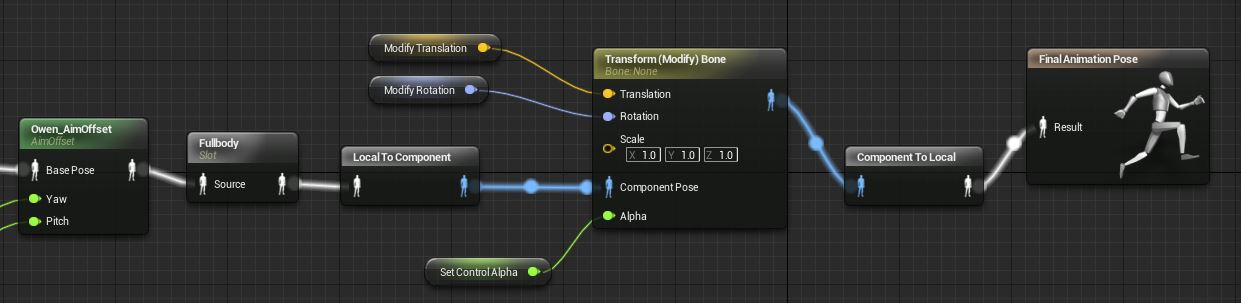 Owen_AimOffset
AimOffset
Base Pose
Yaw
Pitch
Fullbody
Slot
Source
Modify Translation
Modify Rotation
Local To Component
Set Control Alpha
Transform (Modify) Bone
Bone: None
Translation
Rotation
Scale
X 1.0 Y 1.0 Z 1.0
Component Pose
Alpha
Component To Local
Final Animation Pose
Result